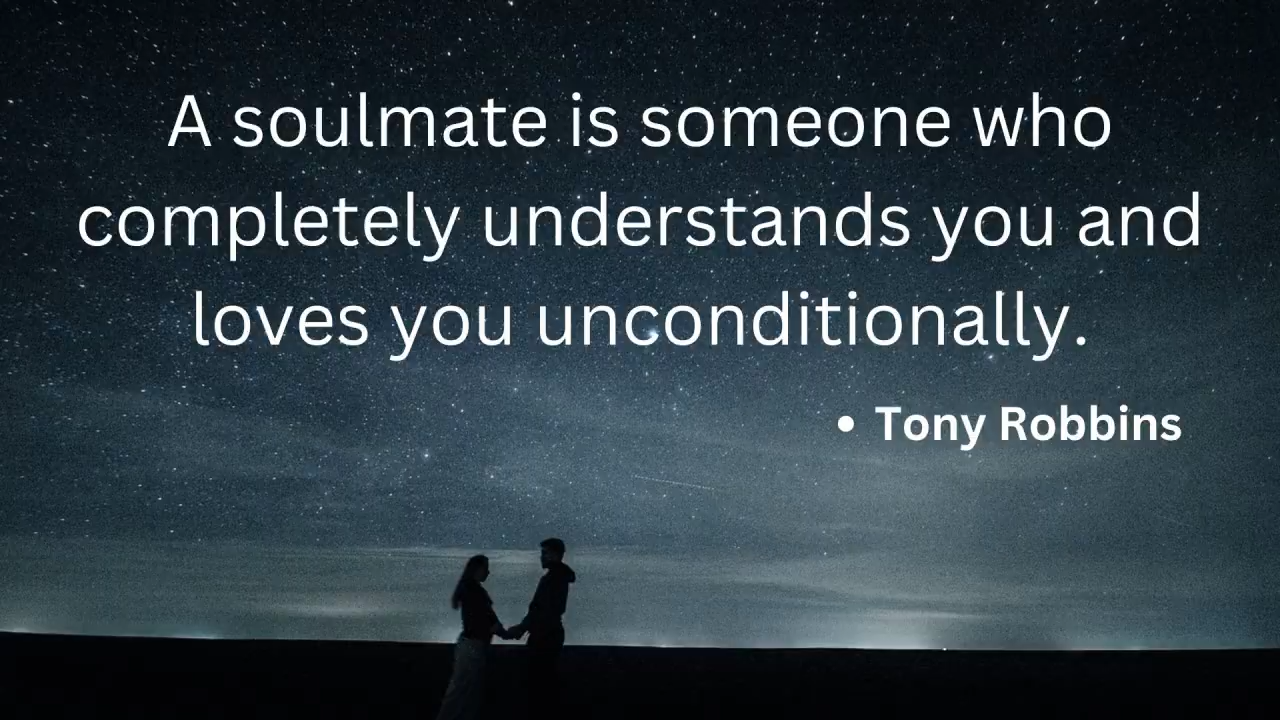 A soulmate is someone who
completely understands you and
loves you unconditionally.
• Tony Robbins